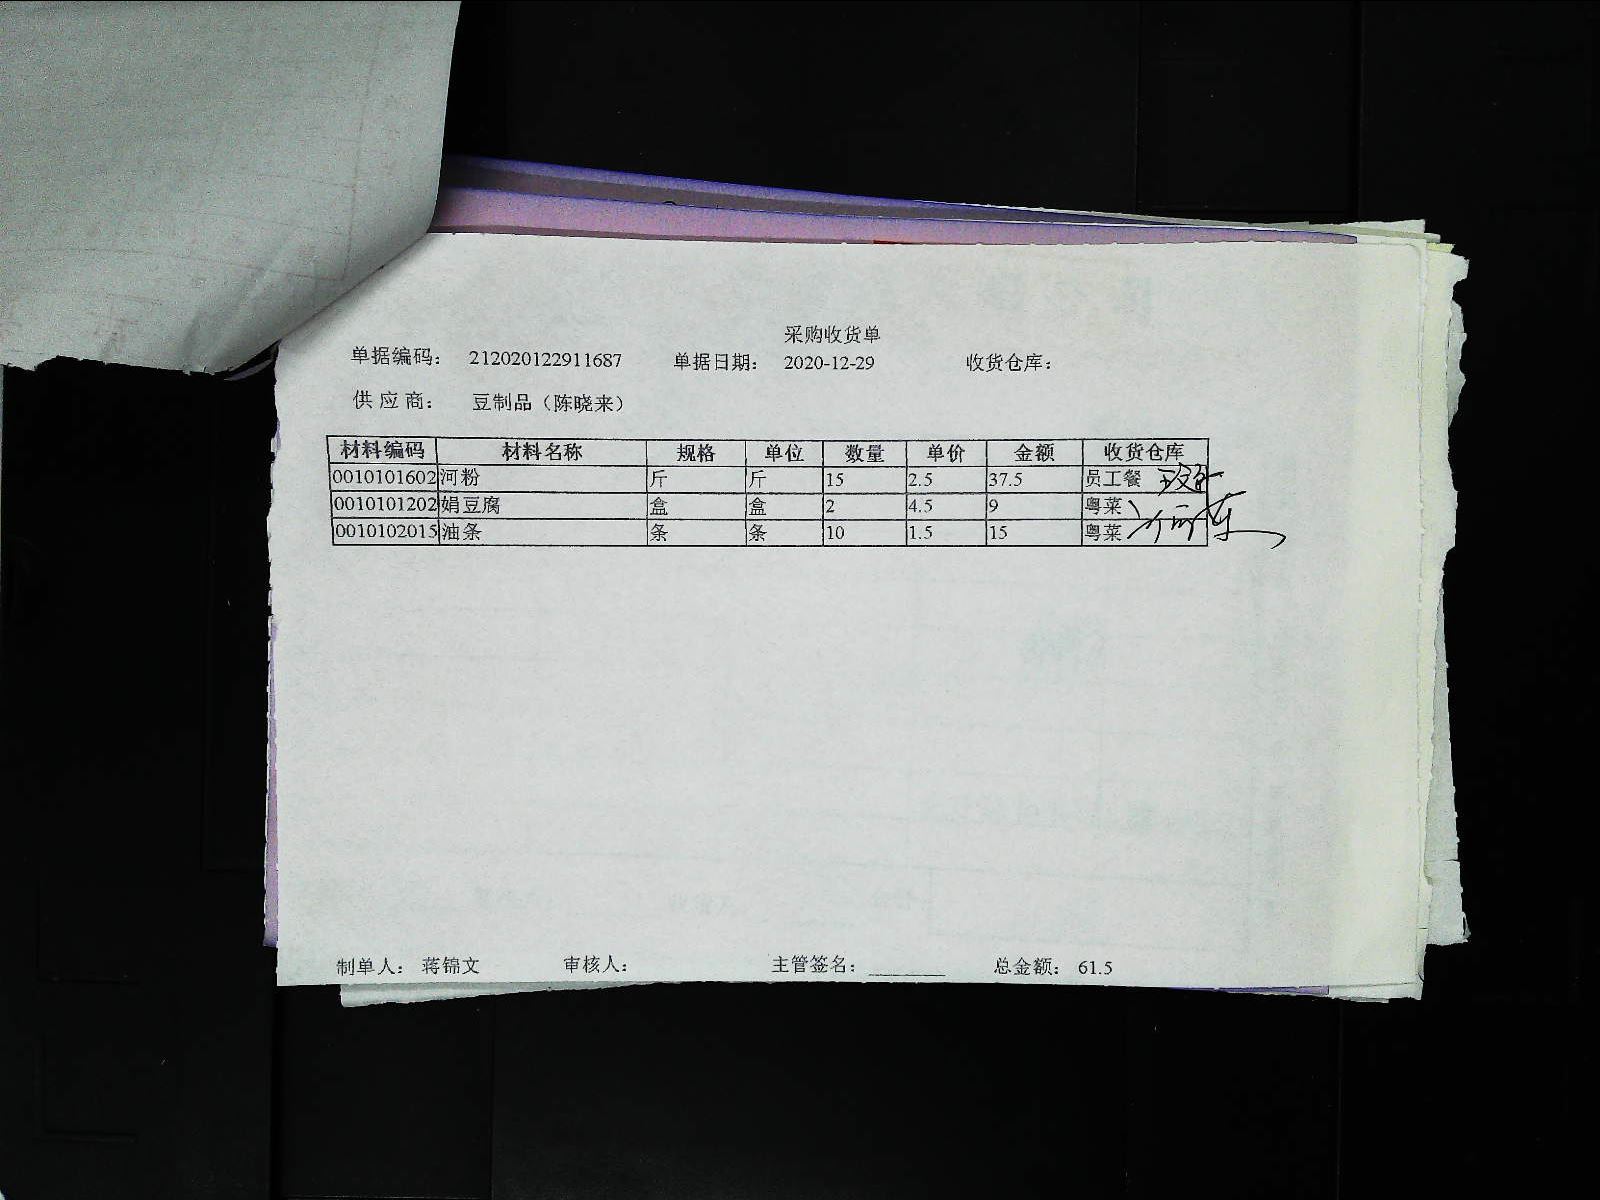 采购收货单
单据编码: 212020122911687 单据日期: 2020-12-29 收货仓库:
供应商: 豆制品（陈晓来）
材料编码 材料名称 规格 单位 数量 单价 金额 收货仓库
0010101602 河粉 斤 斤 15 2.5 37.5 员工餐
0010101202 娟豆腐 盒 盒 2 4.5 9 粤菜
0010102015 油条 条 条 10 1.5 15 粤菜
制单人: 蒋锦文 审核人: 主管签名: ________ 总金额: 61.5